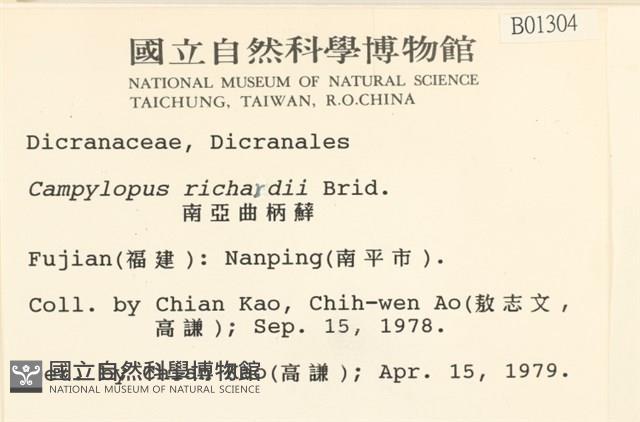 B01304
國立自然科學博物館
NATIONAL MUSEUM OF NATURAL SCIENCE
TAICHUNG, TAIWAN, R.O.CHINA
Dicranaceae, Dicranales
Campylopus richardii Brid.
南亞曲柄蘚
Fujian(福建): Nanping(南平市).
Coll. by Chian Kao, Chih-wen Ao(敖志文,
高謙); Sep. 15, 1978.
by Chian Kao(高謙); Apr. 15, 1979.
國立自然科學博物館
NATIONAL MUSEUM OF NATURAL SCIENCE